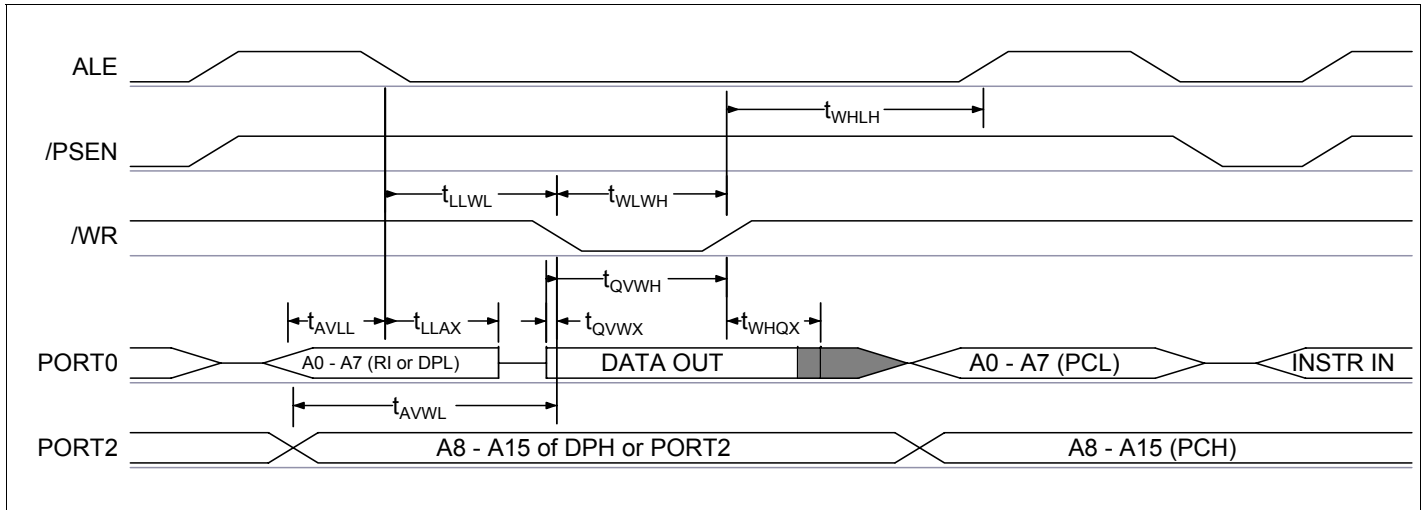 ALE
tWHLH
/PSEN
tLLWL
tWLWH
/WR
tQVWH
tAVLL
tLLAX
tQVWX
tWHQX
PORT0
A0 - A7 (RI or DPL)
DATA OUT
A0 - A7 (PCL)
INSTR IN
tAVWL
PORT2
A8 - A15 of DPH or PORT2
A8 - A15 (PCH)